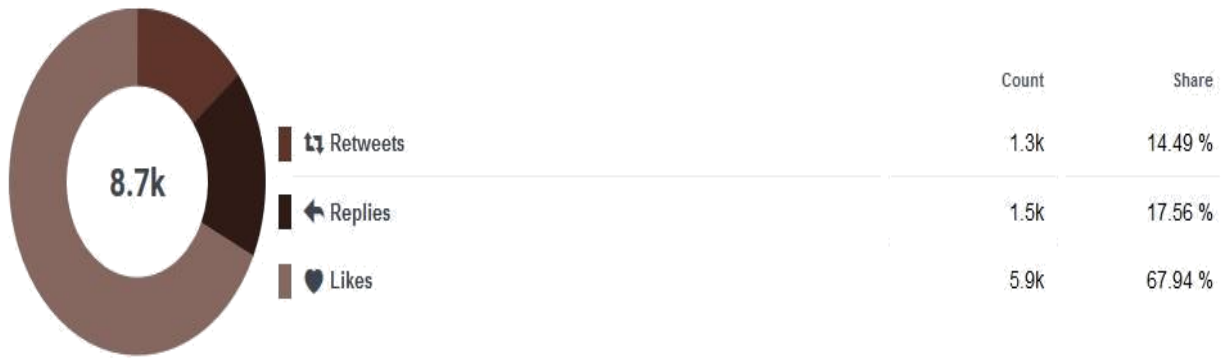 Count Share
8.7k
Retweets 1.3k 14.49 %
Replies 1.5k 17.56 %
Likes 5.9k 67.94 %